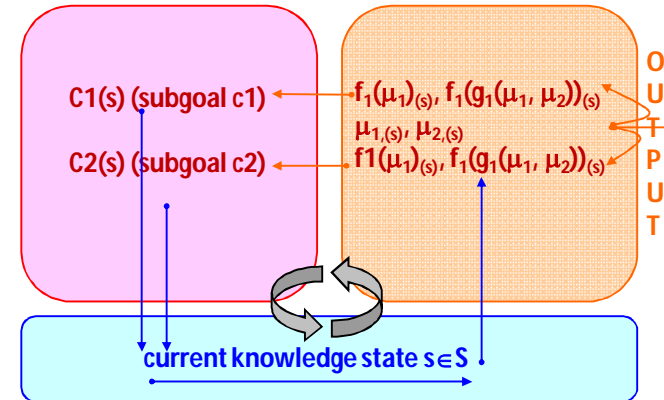 C1(s) (subgoal c1)
f₁(μ₁)₍ₛ₎, f₁(g₁(μ₁, μ₂))₍ₛ₎
μ₁,₍ₛ₎, μ₂,₍ₛ₎
C2(s) (subgoal c2)
f1(μ₁)₍ₛ₎, f₁(g₁(μ₁, μ₂))₍ₛ₎
OUTPUT
current knowledge state s∈S